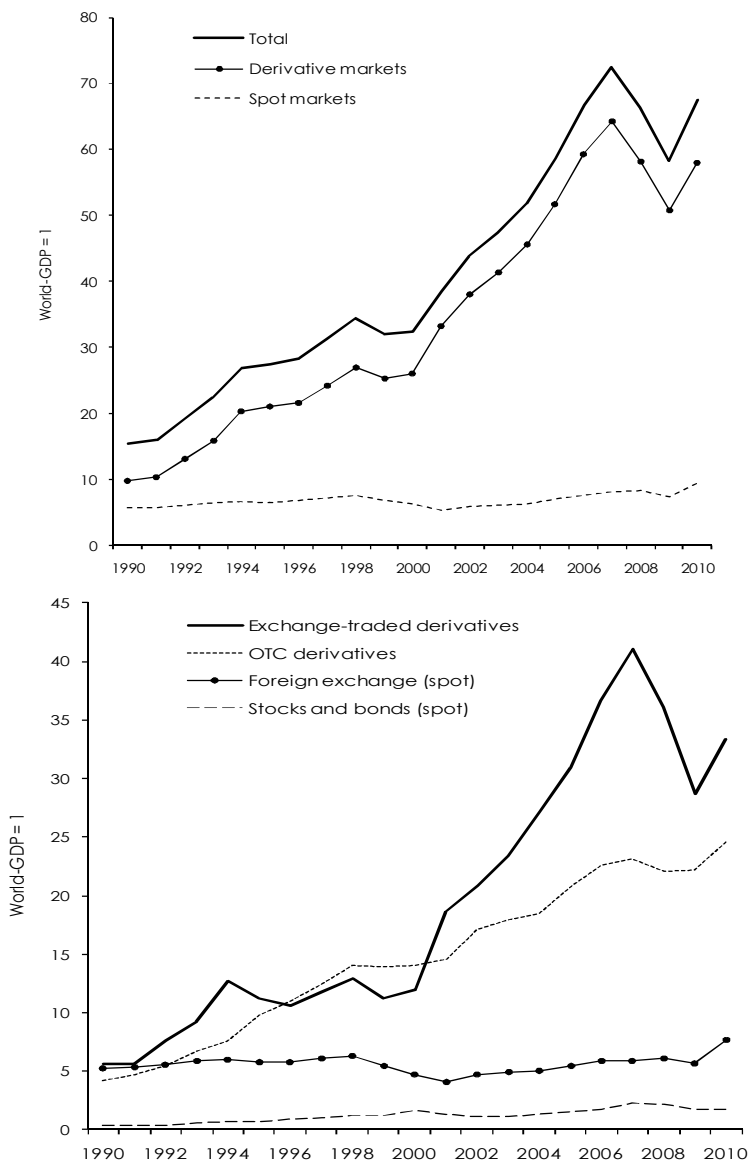 80
Total
Derivative markets
Spot markets
70
60
50
40
30
20
10
0
World-GDP = 1
1990 1992 1994 1996 1998 2000 2002 2004 2006 2008 2010
45
Exchange-traded derivatives
OTC derivatives
Foreign exchange (spot)
Stocks and bonds (spot)
40
35
30
25
20
15
10
5
0
World-GDP = 1
1990 1992 1994 1996 1998 2000 2002 2004 2006 2008 2010